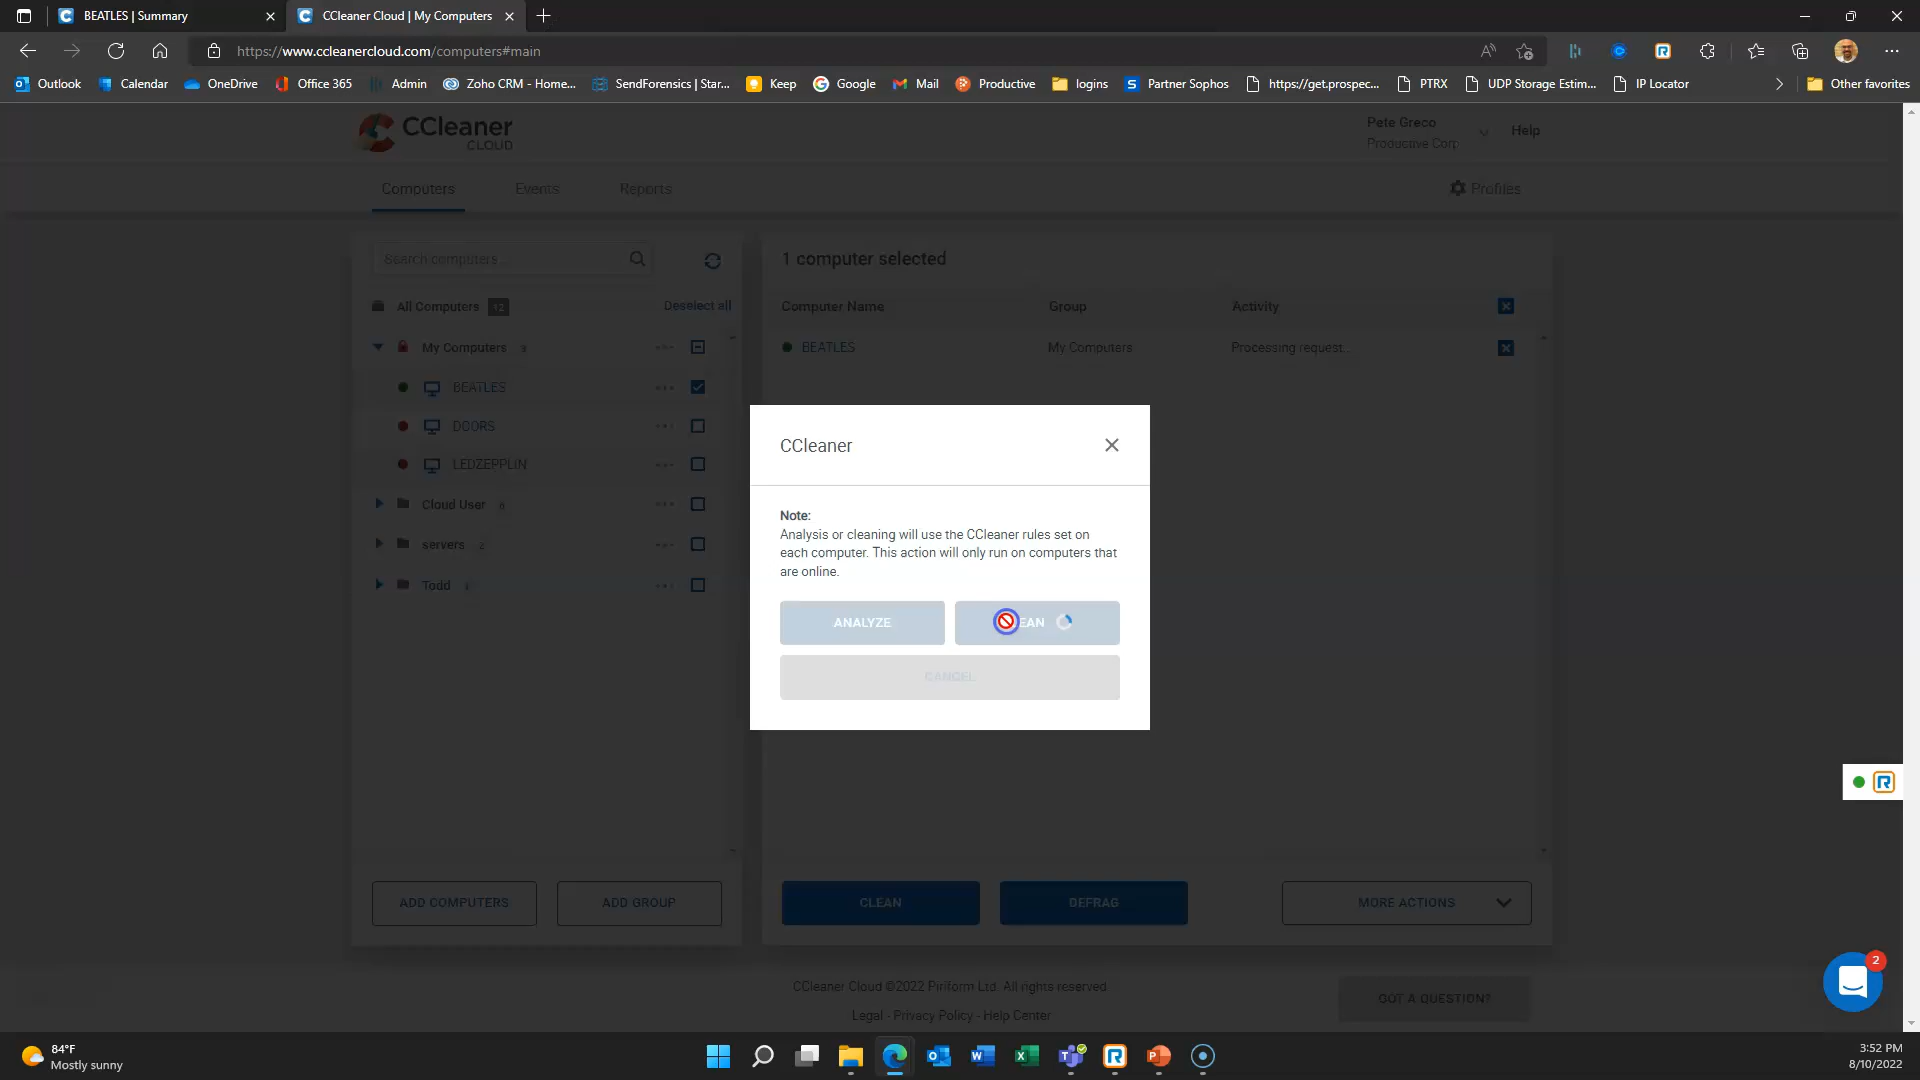 BEATLES | Summary
CCleaner Cloud | My Computers
https://www.ccleanercloud.com/computers#main
Outlook
Calendar
OneDrive
Office 365
Admin
Zoho CRM - Home...
SendForensics | Star...
Keep
Google
Mail
Productive
logins
Partner Sophos
https://get.prospec...
PTRX
UDP Storage Estim...
IP Locator
Other favorites
CCleaner
CLOUD
Pete Greco
Productive Corp
Help
Computers
Events
Reports
Profiles
Search computers...
1 computer selected
All Computers 12
Deselect all
Computer Name
Group
Activity
My Computers 3
BEATLES
My Computers
Processing request...
BEATLES
DOORS
LEDZEPPLIN
Cloud User 6
servers 2
Todd
CCleaner
Note:
Analysis or cleaning will use the CCleaner rules set on
each computer. This action will only run on computers that
are online.
ANALYZE
EAN
CANCEL
ADD COMPUTERS
ADD GROUP
CLEAN
DEFRAG
MORE ACTIONS
CCleaner Cloud ©2022 Piriform Ltd. All rights reserved
Legal - Privacy Policy - Help Center
GOT A QUESTION?
2
84°F
Mostly sunny
3:52 PM
8/10/2022